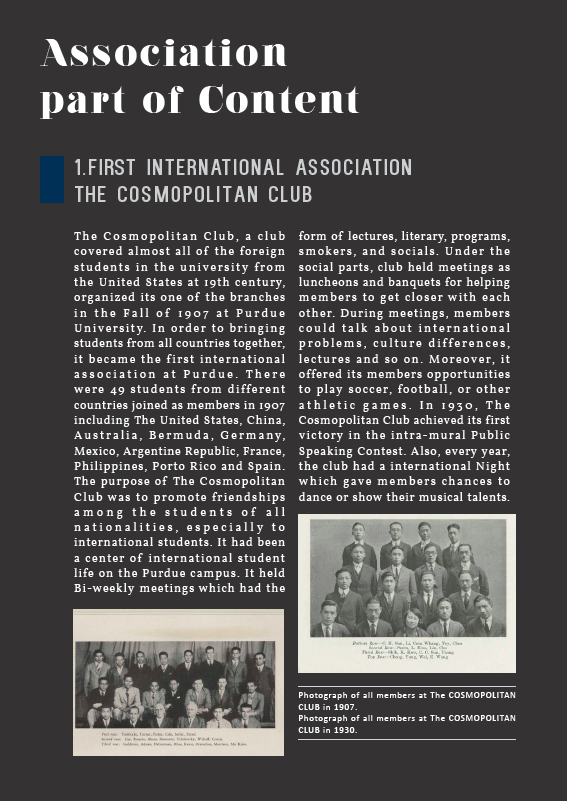 Association
part of Content
1.FIRST INTERNATIONAL ASSOCIATION
THE COSMOPOLITAN CLUB
The Cosmopolitan Club, a club
covered almost all of the foreign
students in the university from
the United States at 19th century,
organized its one of the branches
in the Fall of 1907 at Purdue
University. In order to bringing
students from all countries together,
it became the first international
association at Purdue. There
were 49 students from different
countries joined as members in 1907
including The United States, China,
Australia, Bermuda, Germany,
Mexico, Argentine Republic, France,
Philippines, Porto Rico and Spain.
The purpose of The Cosmopolitan
Club was to promote friendships
among the students of all
nationalities, especially to
international students. It had been
a center of international student
life on the Purdue campus. It held
Bi-weekly meetings which had the
form of lectures, literary, programs,
smokers, and socials. Under the
social parts, club held meetings as
luncheons and banquets for helping
members to get closer with each
other. During meetings, members
could talk about international
problems, culture differences,
lectures and so on. Moreover, it
offered its members opportunities
to play soccer, football, or other
athletic games. In 1930, The
Cosmopolitan Club achieved its first
victory in the intra-mural Public
Speaking Contest. Also, every year,
the club had a international Night
which gave members chances to
dance or show their musical talents.
Photograph of all members at The COSMOPOLITAN
CLUB in 1907.
Photograph of all members at The COSMOPOLITAN
CLUB in 1930.